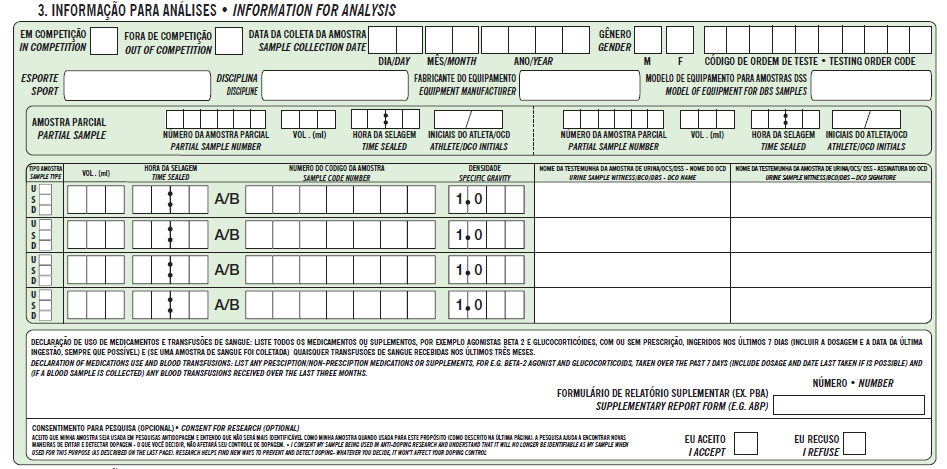 3. INFORMAÇÃO PARA ANÁLISES • INFORMATION FOR ANALYSIS
EM COMPETIÇÃO
IN COMPETITION
FORA DE COMPETIÇÃO
OUT OF COMPETITION
DATA DA COLETA DA AMOSTRA
SAMPLE COLLECTION DATE
DIA/DAY MÊS/MONTH ANO/YEAR
GÊNERO
GENDER
M F
CÓDIGO DE ORDEM DE TESTE • TESTING ORDER CODE
ESPORTE
SPORT
DISCIPLINA
DISCIPLINE
FABRICANTE DO EQUIPAMENTO
EQUIPMENT MANUFACTURER
MODELO DE EQUIPAMENTO PARA AMOSTRAS DSS
MODEL OF EQUIPMENT FOR DBS SAMPLES
AMOSTRA PARCIAL
PARTIAL SAMPLE
NÚMERO DA AMOSTRA PARCIAL
PARTIAL SAMPLE NUMBER
VOL . (ml)
HORA DA SELAGEM
TIME SEALED
/
INICIAIS DO ATLETA/OCD
ATHLETE/DCO INITIALS
NÚMERO DA AMOSTRA PARCIAL
PARTIAL SAMPLE NUMBER
VOL . (ml)
HORA DA SELAGEM
TIME SEALED
/
INICIAIS DO ATLETA/OCD
ATHLETE/DCO INITIALS
TIPO AMOSTRA
SAMPLE TYPE
VOL . (ml)
HORA DA SELAGEM
TIME SEALED
NÚMERO DO CÓDIGO DA AMOSTRA
SAMPLE CODE NUMBER
DENSIDADE
SPECIFIC GRAVITY
NOME DA TESTEMUNHA DA AMOSTRA DE URINA/OCS/DSS - NOME DO OCD
URINE SAMPLE WITNESS/BCO/DBS - DCO NAME
NOME DA TESTEMUNHA DA AMOSTRA DE URINA/OCS/ DSS - ASSINATURA DO OCD
URINE SAMPLE WITNESS/BCO/DBS – DCO SIGNATURE
U
S
D
A/B
1.0
U
S
D
A/B
1.0
U
S
D
A/B
1.0
U
S
D
A/B
1.0
DECLARAÇÃO DE USO DE MEDICAMENTOS E TRANSFUSÕES DE SANGUE: LISTE TODOS OS MEDICAMENTOS OU SUPLEMENTOS, POR EXEMPLO AGONISTAS BETA 2 E GLUCOCORTICÓIDES, COM OU SEM PRESCRIÇÃO, INGERIDOS NOS ÚLTIMOS 7 DIAS (INCLUIR A DOSAGEM E A DATA DA ÚLTIMA
INGESTÃO, SEMPRE QUE POSSÍVEL) E (SE UMA AMOSTRA DE SANGUE FOI COLETADA) QUAISQUER TRANSFUSÕES DE SANGUE RECEBIDAS NOS ÚLTIMOS TRÊS MESES.
DECLARATION OF MEDICATIONS USE AND BLOOD TRANSFUSIONS: LIST ANY PRESCIPTION/NON-PRESCIPTION MEDICATIONS OR SUPPLEMENTS, FOR E.G. BETA-2 AGONIST AND GLUCOCORTICOIDS, TAKEN OVER THE PAST 7 DAYS (INCLUDE DOSAGE AND DATE LAST TAKEN IF IS POSSIBLE) AND
(IF A BLOOD SAMPLE IS COLLECTED) ANY BLOOD TRANSFUSIONS RECEIVED OVER THE LAST THREE MONTHS.
NÚMERO • NUMBER
FORMULÁRIO DE RELATÓRIO SUPLEMENTAR (EX. PBA)
SUPPLEMENTARY REPORT FORM (E.G. ABP)
CONSENTIMENTO PARA PESQUISA (OPCIONAL) • CONSENT FOR RESEARCH (OPTIONAL)
ACEITO QUE MINHA AMOSTRA SEJA USADA EM PESQUISAS ANTIDOPAGEM E ENTENDO QUE NÃO SERÁ MAIS IDENTIFICÁVEL COMO MINHA AMOSTRA QUANDO USADA PARA ESTE PROPÓSITO (COMO DESCRITO NA ÚLTIMA PÁGINA). A PESQUISA AJUDA A ENCONTRAR NOVAS
MANEIRAS DE EVITAR E DETECTAR DOPAGEM - O QUE VOCÊ DECIDIR, NÃO AFETARÁ SEU CONTROLE DE DOPAGEM. • I CONSENT MY SAMPLE BEING USED IN ANTI-DOPING RESEARCH AND UNDERSTAND THAT IT WILL NO LONGER BE IDENTIFIABLE AS MY SAMPLE WHEN
USED FOR THIS PURPOSE (AS DESCRIBED ON THE LAST PAGE). RESEARCH HELPS FIND NEW WAYS TO PREVENT AND DETECT DOPING- WHATEVER YOU DECIDE, IT WON'T AFFECT YOUR DOPING CONTROL
EU ACEITO
I ACCEPT
EU RECUSO
I REFUSE